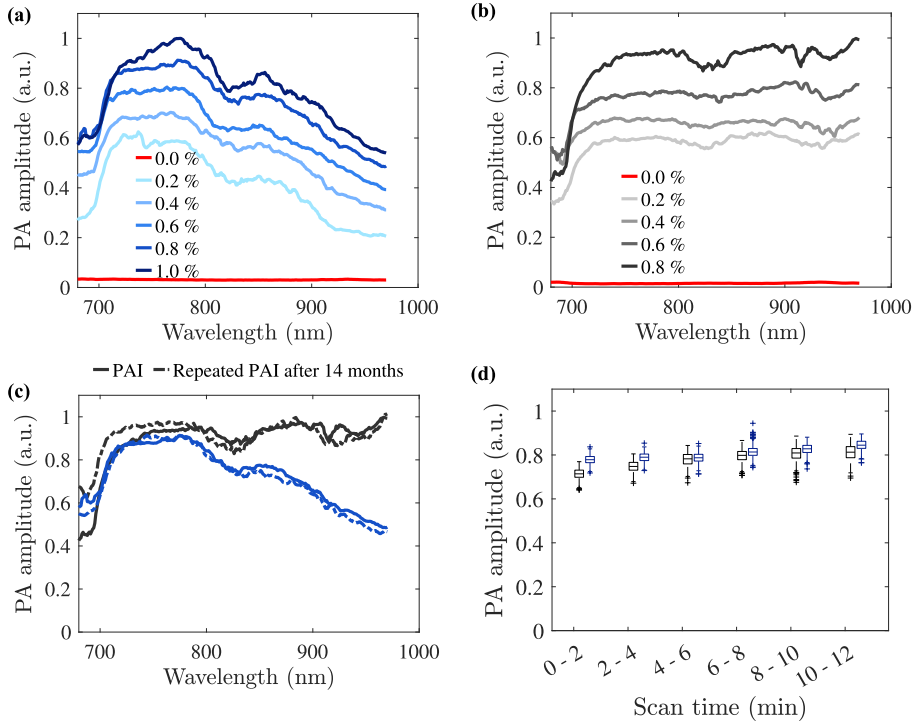 (a)
PA amplitude (a.u.)
1
0.8
0.6
0.4
0.2
0
0.0 %
0.2 %
0.4 %
0.6 %
0.8 %
1.0 %
700
800
900
1000
Wavelength (nm)
(b)
PA amplitude (a.u.)
1
0.8
0.6
0.4
0.2
0
0.0 %
0.2 %
0.4 %
0.6 %
0.8 %
700
800
900
1000
Wavelength (nm)
(c)
PAI
Repeated PAI after 14 months
PA amplitude (a.u.)
1
0.8
0.6
0.4
0.2
0
700
800
900
1000
Wavelength (nm)
(d)
PA amplitude (a.u.)
1
0.8
0.6
0.4
0.2
0
0 - 2
2 - 4
4 - 6
6 - 8
8 - 10
10 - 12
Scan time (min)